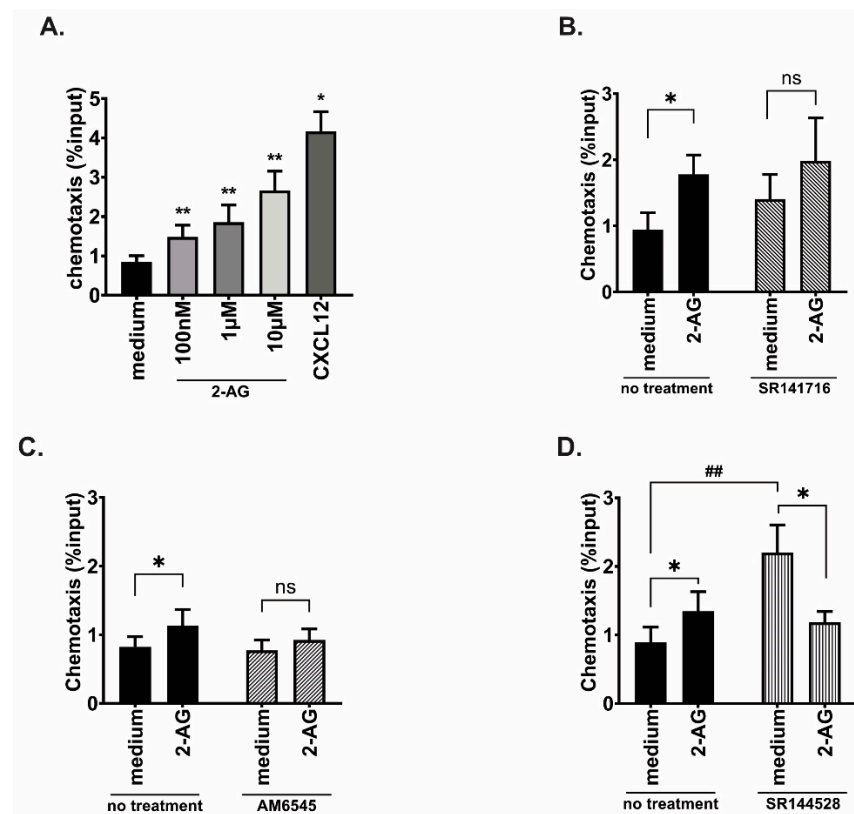 A.
chemotaxis (%input)
5
4
3
2
1
0
**
**
**
*
medium
100nM
1µM
10µM
CXCL12
2-AG
B.
Chemotaxis (%input)
3
2
1
0
*
ns
medium
2-AG
medium
2-AG
no treatment
SR141716
C.
Chemotaxis (%input)
3
2
1
0
*
ns
medium
2-AG
medium
2-AG
no treatment
AM6545
D.
Chemotaxis (%input)
3
2
1
0
##
*
*
medium
2-AG
medium
2-AG
no treatment
SR144528